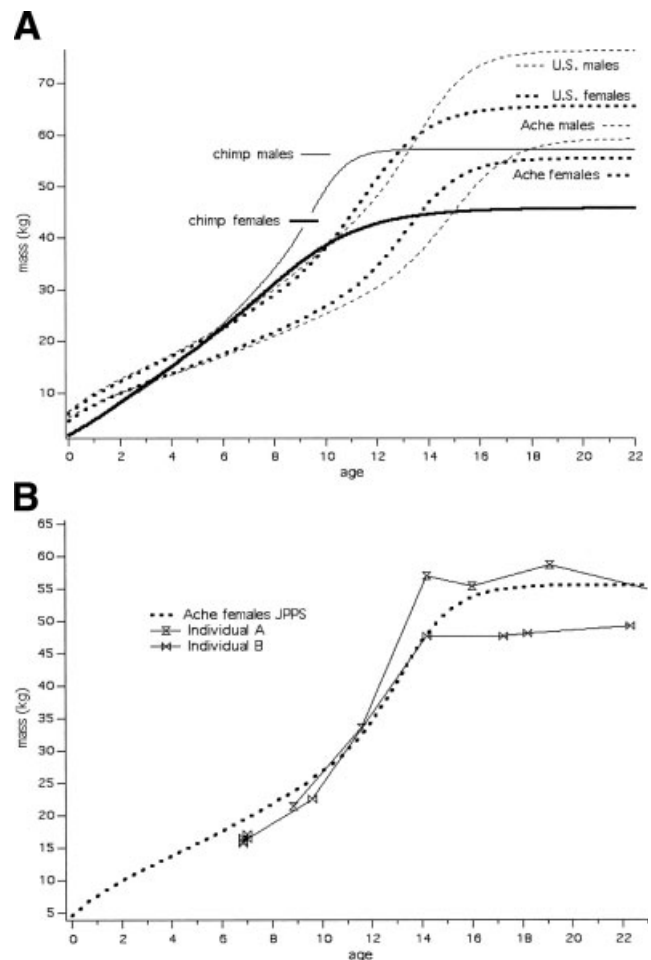 A
70
60
50
40
30
20
10
mass (kg)
U.S. males
U.S. females
Ache males
Ache females
chimp males
chimp females
0 2 4 6 8 10 12 14 16 18 20 22
age
B
65
60
55
50
45
40
35
30
25
20
15
10
5
mass (kg)
Ache females JPPS
Individual A
Individual B
0 2 4 6 8 10 12 14 16 18 20 22
age